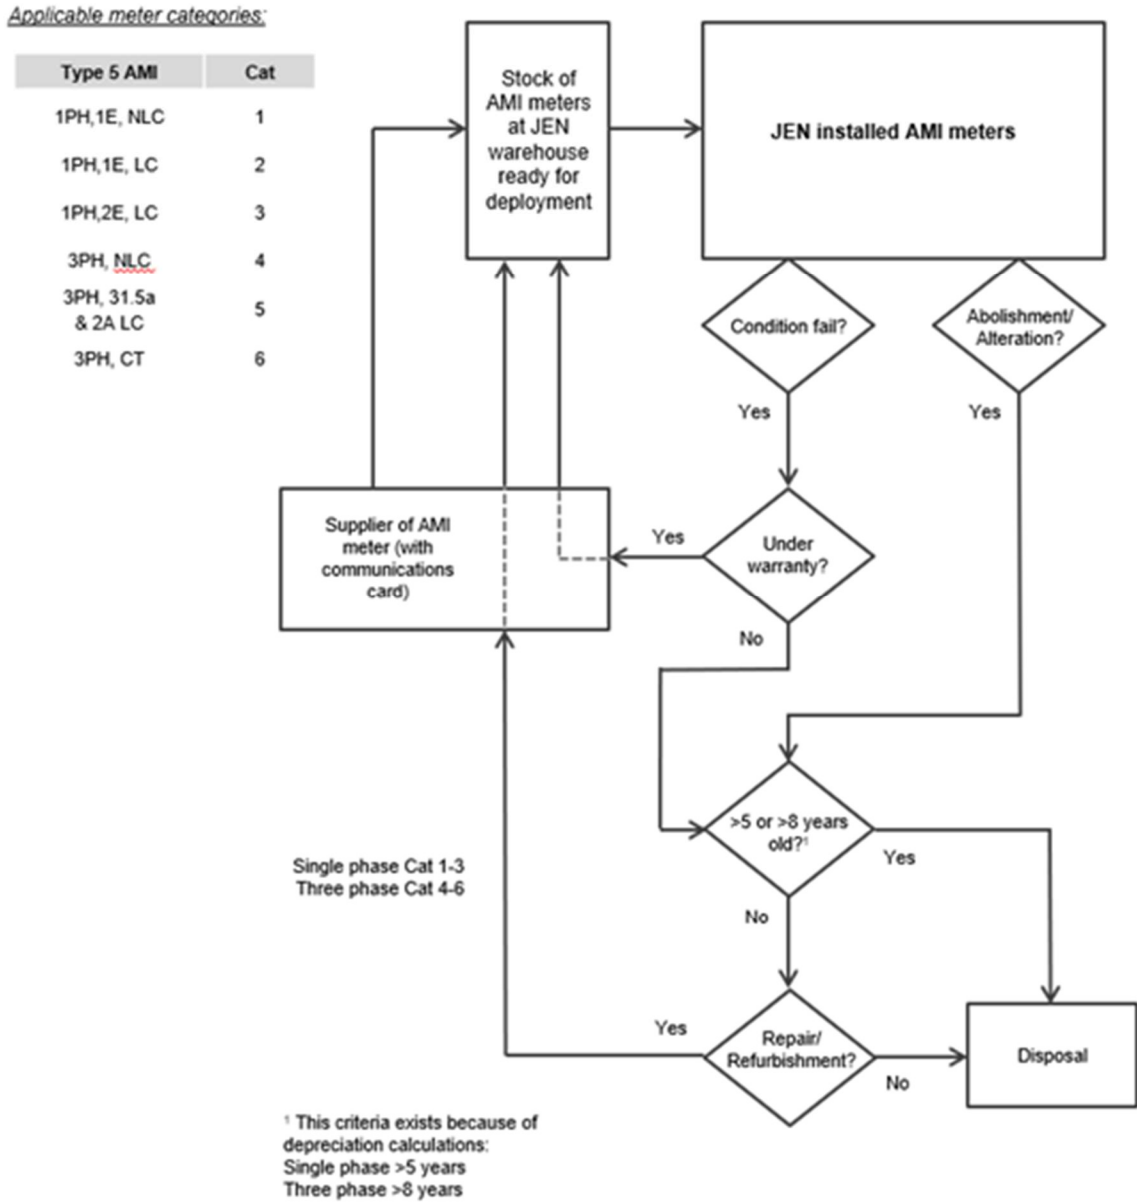 Applicable meter categories:
Type 5 AMI Cat
1PH,1E, NLC 1
1PH,1E, LC 2
1PH,2E, LC 3
3PH, NLC 4
3PH, 31.5a
& 2A LC 5
3PH, CT 6
Stock of
AMI meters
at JEN
warehouse
ready for
deployment
JEN installed AMI meters
Condition fail?
Abolishment/
Alteration?
Yes
Yes
Supplier of AMI
meter (with
communications
card)
Yes
Under
warranty?
No
>5 or >8 years
old?¹
Yes
Single phase Cat 1-3
Three phase Cat 4-6
No
Yes
Repair/
Refurbishment?
No
Disposal
¹ This criteria exists because of
depreciation calculations:
Single phase >5 years
Three phase >8 years